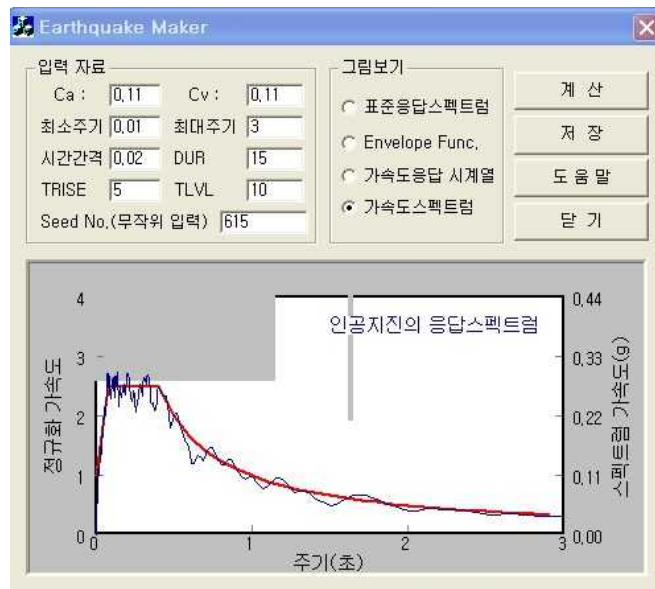 Earthquake Maker
입력 자료
Ca : 0.11 Cv : 0.11
최소주기 0.01 최대주기 3
시간간격 0.02 DUR 15
TRISE 5 TLVL 10
Seed No.(무작위 입력) 615
그림보기
표준응답스펙트럼
Envelope Func.
가속도응답 시계열
가속도스펙트럼
계 산
저 장
도 움 말
닫 기
인공지진의 응답스펙트럼
정규화 가속도
4
3
2
1
0
0.44
0.33
0.22
0.11
0.00
스펙트럼 가속도(g)
0 1 2 3
주기(초)